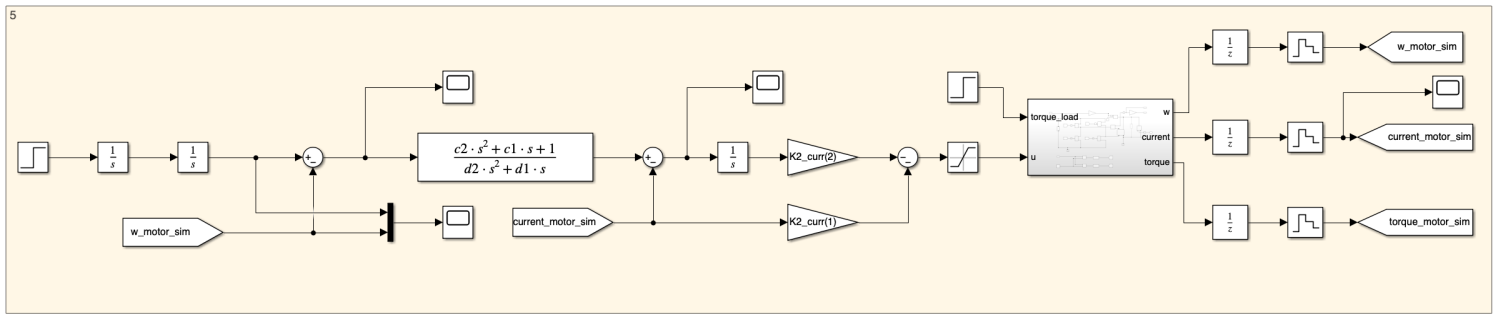 5
w_motor_sim
torque_load
w
1/z
1/s
1/s
+
−
c2 · s² + c1 · s + 1
d2 · s² + d1 · s
+
−
1/s
K2_curr(2)
−
−
u
current
torque
1/z
current_motor_sim
w_motor_sim
current_motor_sim
K2_curr(1)
1/z
torque_motor_sim